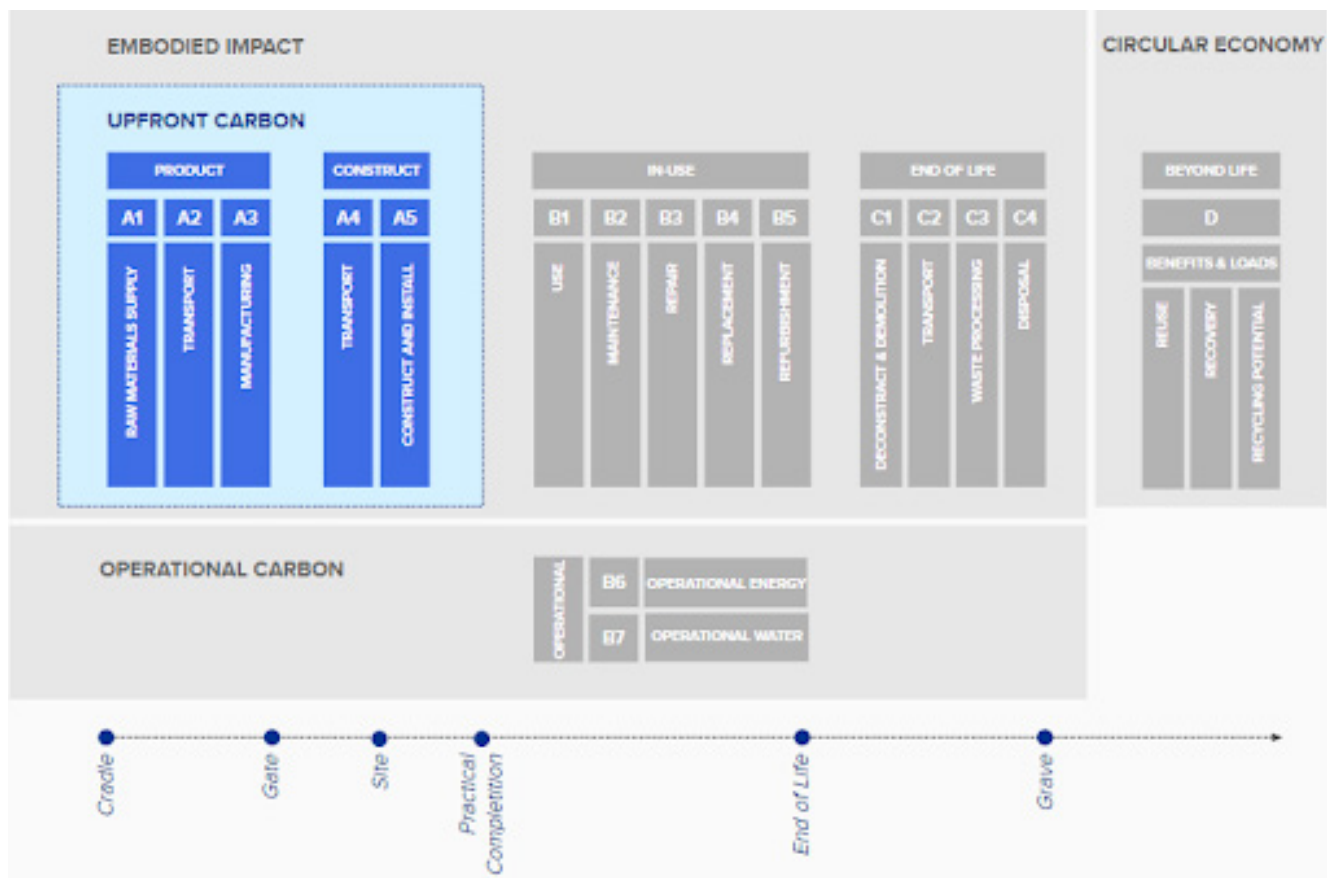 EMBODIED IMPACT
CIRCULAR ECONOMY
UPFRONT CARBON
PRODUCT
CONSTRUCT
IN-USE
END OF LIFE
BEYOND LIFE
A1
A2
A3
A4
A5
B1
B2
B3
B4
B5
C1
C2
C3
C4
D
RAW MATERIALS SUPPLY
TRANSPORT
MANUFACTURING
TRANSPORT
CONSTRUCT AND INSTALL
USE
MAINTENANCE
REPAIR
REPLACEMENT
REFURBISHMENT
DECONSTRACT & DEMOLITION
TRANSPORT
WASTE PROCESSING
DISPOSAL
BENEFITS & LOADS
REUSE
RECOVERY
RECYCLING POTENTIAL
OPERATIONAL CARBON
OPERATIONAL
B6
OPERATIONAL ENERGY
B7
OPERATIONAL WATER
Cradle
Gate
Site
Practical
Completition
End of Life
Grave